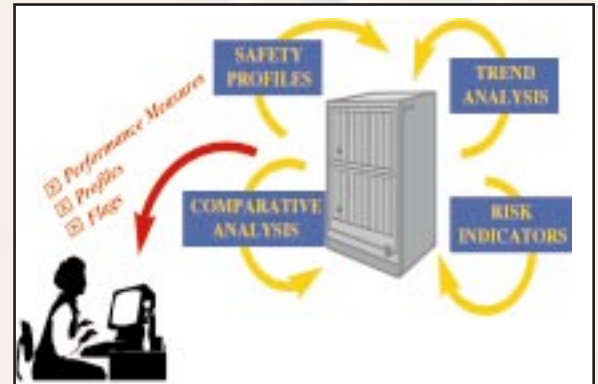 SAFETY
PROFILES
TREND
ANALYSIS
Performance Measures
Profiles
Flags
COMPARATIVE
ANALYSIS
RISK
INDICATORS